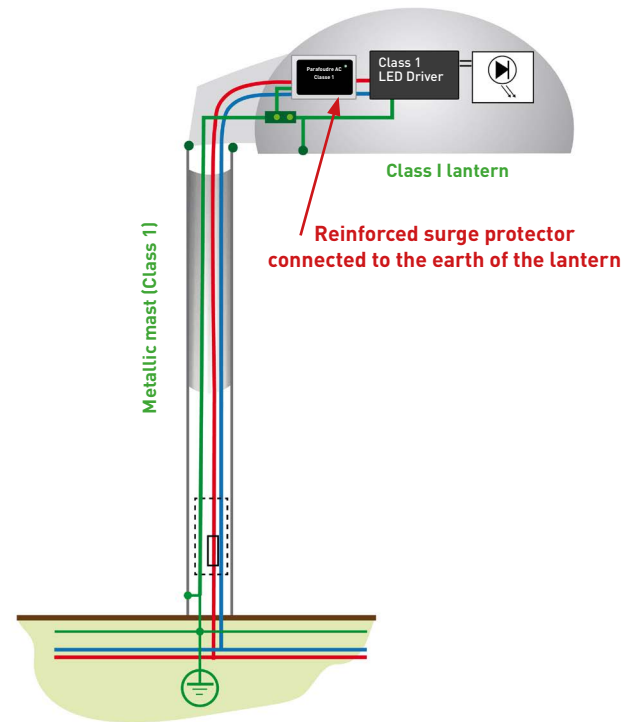 Parafoudre AC
Classe 1
Class 1
LED Driver
Class I lantern
Reinforced surge protector
connected to the earth of the lantern
Metallic mast (Class 1)